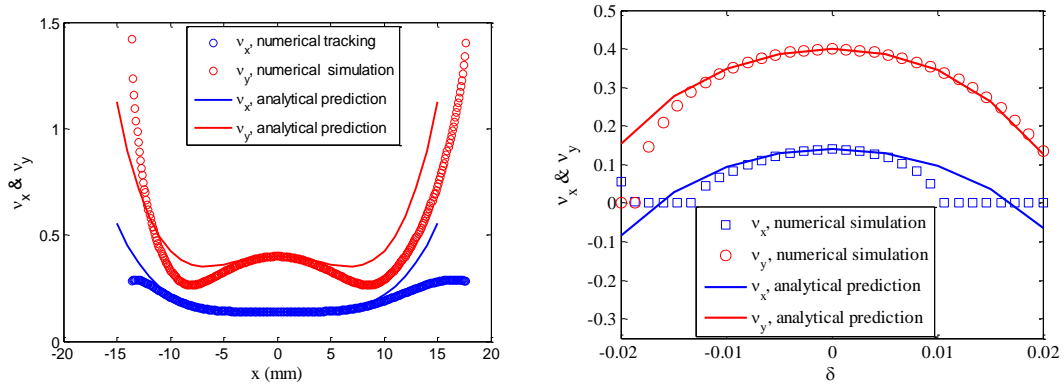 1.5
1
0.5
0
-20
-15
-10
-5
0
5
10
15
20
x (mm)
ν_x & ν_y
ν_x, numerical tracking
ν_y, numerical simulation
ν_x, analytical prediction
ν_y, analytical prediction
0.5
0.4
0.3
0.2
0.1
0
-0.1
-0.2
-0.3
-0.02
-0.01
0
0.01
0.02
δ
ν_x & ν_y
ν_x, numerical simulation
ν_y, numerical simulation
ν_x, analytical prediction
ν_y, analytical prediction